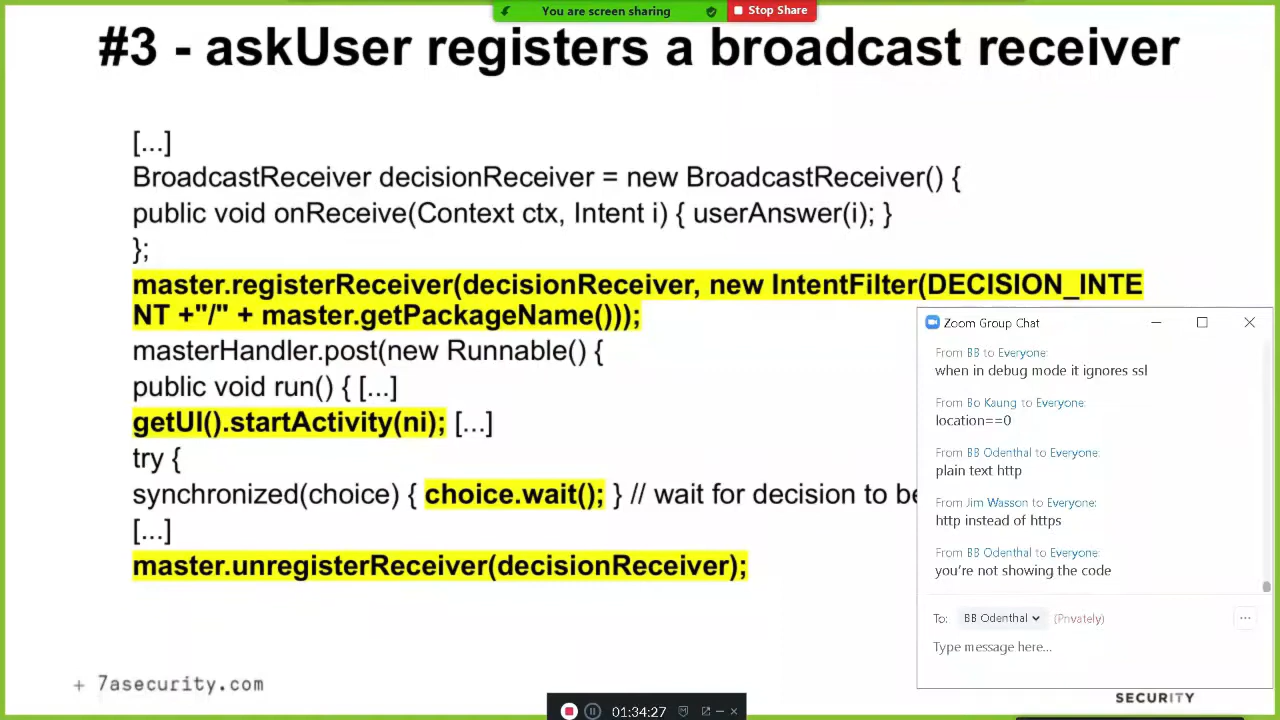 You are screen sharing
Stop Share
#3 - askUser registers a broadcast receiver
[...]
BroadcastReceiver decisionReceiver = new BroadcastReceiver() {
public void onReceive(Context ctx, Intent i) { userAnswer(i); }
};
master.registerReceiver(decisionReceiver, new IntentFilter(DECISION_INTE
NT +"/" + master.getPackageName()));
masterHandler.post(new Runnable() {
public void run() { [...]
getUI().startActivity(ni); [...]
try {
synchronized(choice) { choice.wait(); } // wait for decision to be
[...]
master.unregisterReceiver(decisionReceiver);
Zoom Group Chat
From BB to Everyone:
when in debug mode it ignores ssl
From Bo Kaung to Everyone:
location==0
From BB Odenthal to Everyone:
plain text http
From Jim Wasson to Everyone:
http instead of https
From BB Odenthal to Everyone:
you're not showing the code
To: BB Odenthal (Privately)
Type message here...
+ 7asecurity.com
SECURITY
01:34:27